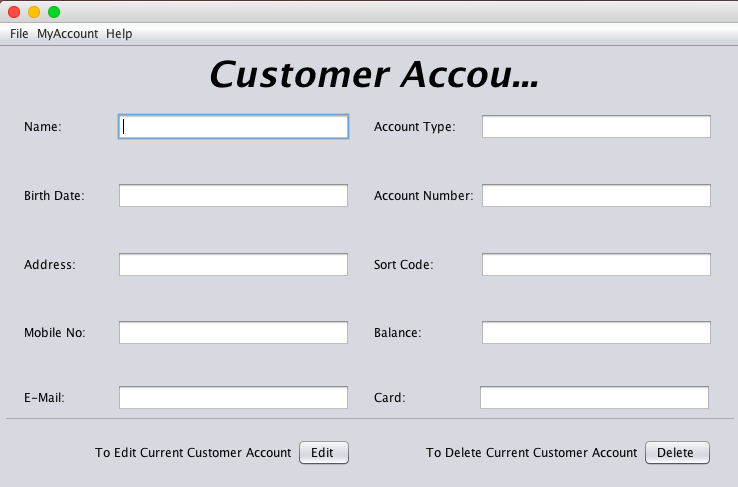 File MyAccount Help
Customer Accou...
Name: Account Type:
Birth Date: Account Number:
Address: Sort Code:
Mobile No: Balance:
E-Mail: Card:
To Edit Current Customer Account Edit To Delete Current Customer Account Delete